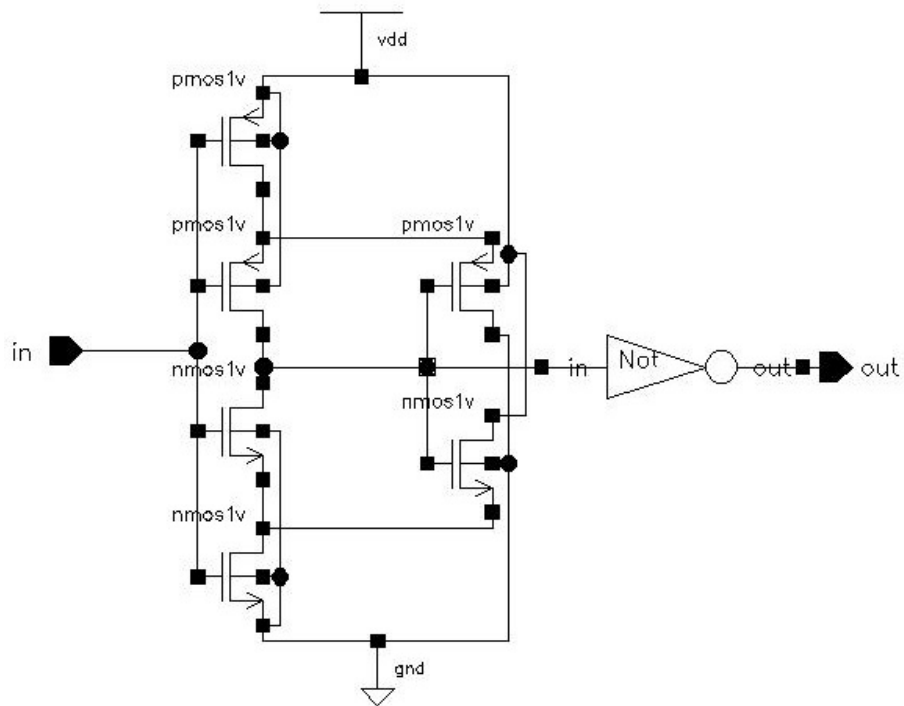 vdd
pmos1v
pmos1v
pmos1v
in
nmos1v
in
Not
out
out
nmos1v
nmos1v
gnd